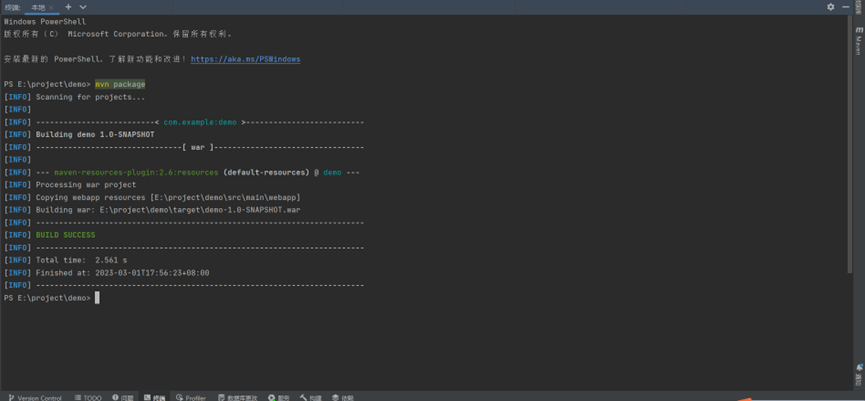 终端: 本地 × +
Windows PowerShell
版权所有 (C) Microsoft Corporation。保留所有权利。
安装最新的 PowerShell，了解新功能和改进！https://aka.ms/PSWindows
PS E:\project\demo> mvn package
[INFO] Scanning for projects...
[INFO]
[INFO] --------------------------< com.example:demo >--------------------------
[INFO] Building demo 1.0-SNAPSHOT
[INFO] --------------------------------[ war ]---------------------------------
[INFO]
[INFO] --- maven-resources-plugin:2.6:resources (default-resources) @ demo ---
[INFO] Processing war project
[INFO] Copying webapp resources [E:\project\demo\src\main\webapp]
[INFO] Building war: E:\project\demo\target\demo-1.0-SNAPSHOT.war
[INFO] ------------------------------------------------------------------------
[INFO] BUILD SUCCESS
[INFO] ------------------------------------------------------------------------
[INFO] Total time:  2.561 s
[INFO] Finished at: 2023-03-01T17:56:23+08:00
[INFO] ------------------------------------------------------------------------
PS E:\project\demo>
Version Control TODO 问题 终端 Profiler 数据库更改 服务 构建 依赖
m Maven
通知